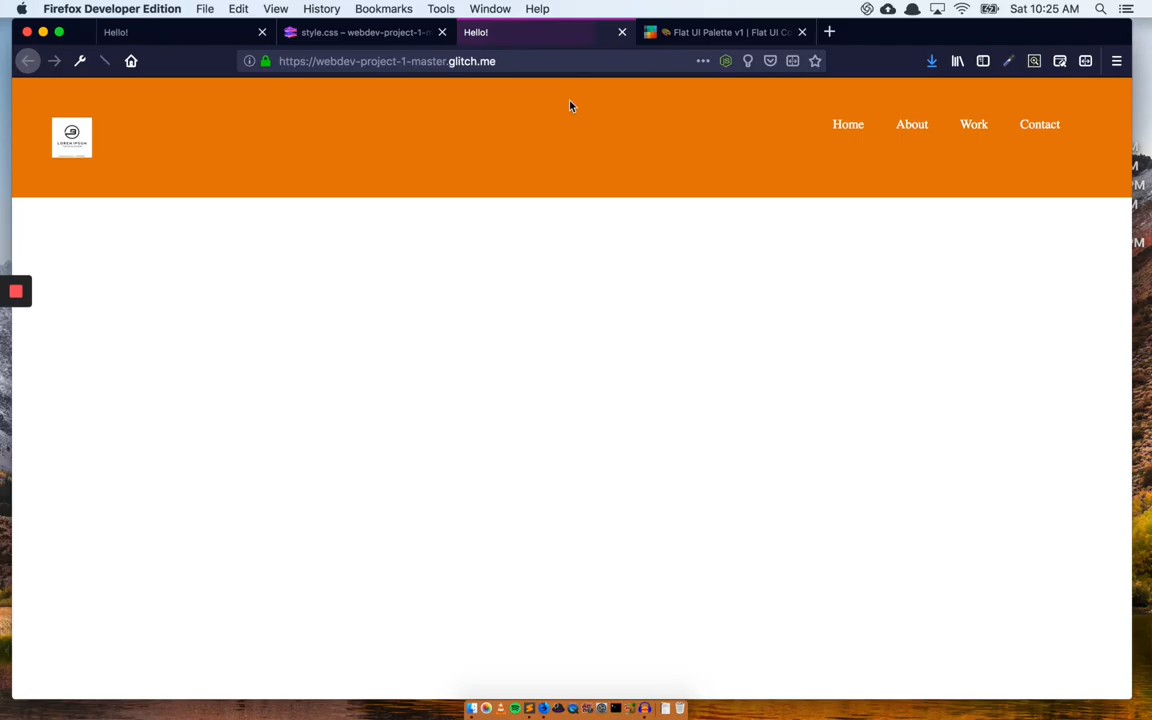 Firefox Developer Edition File Edit View History Bookmarks Tools Window Help Sat 10:25 AM
Hello! style.css – webdev-project-1-m Hello! Flat UI Palette v1 | Flat UI Co
https://webdev-project-1-master.glitch.me
Home About Work Contact
LOREM IPSUM
PM